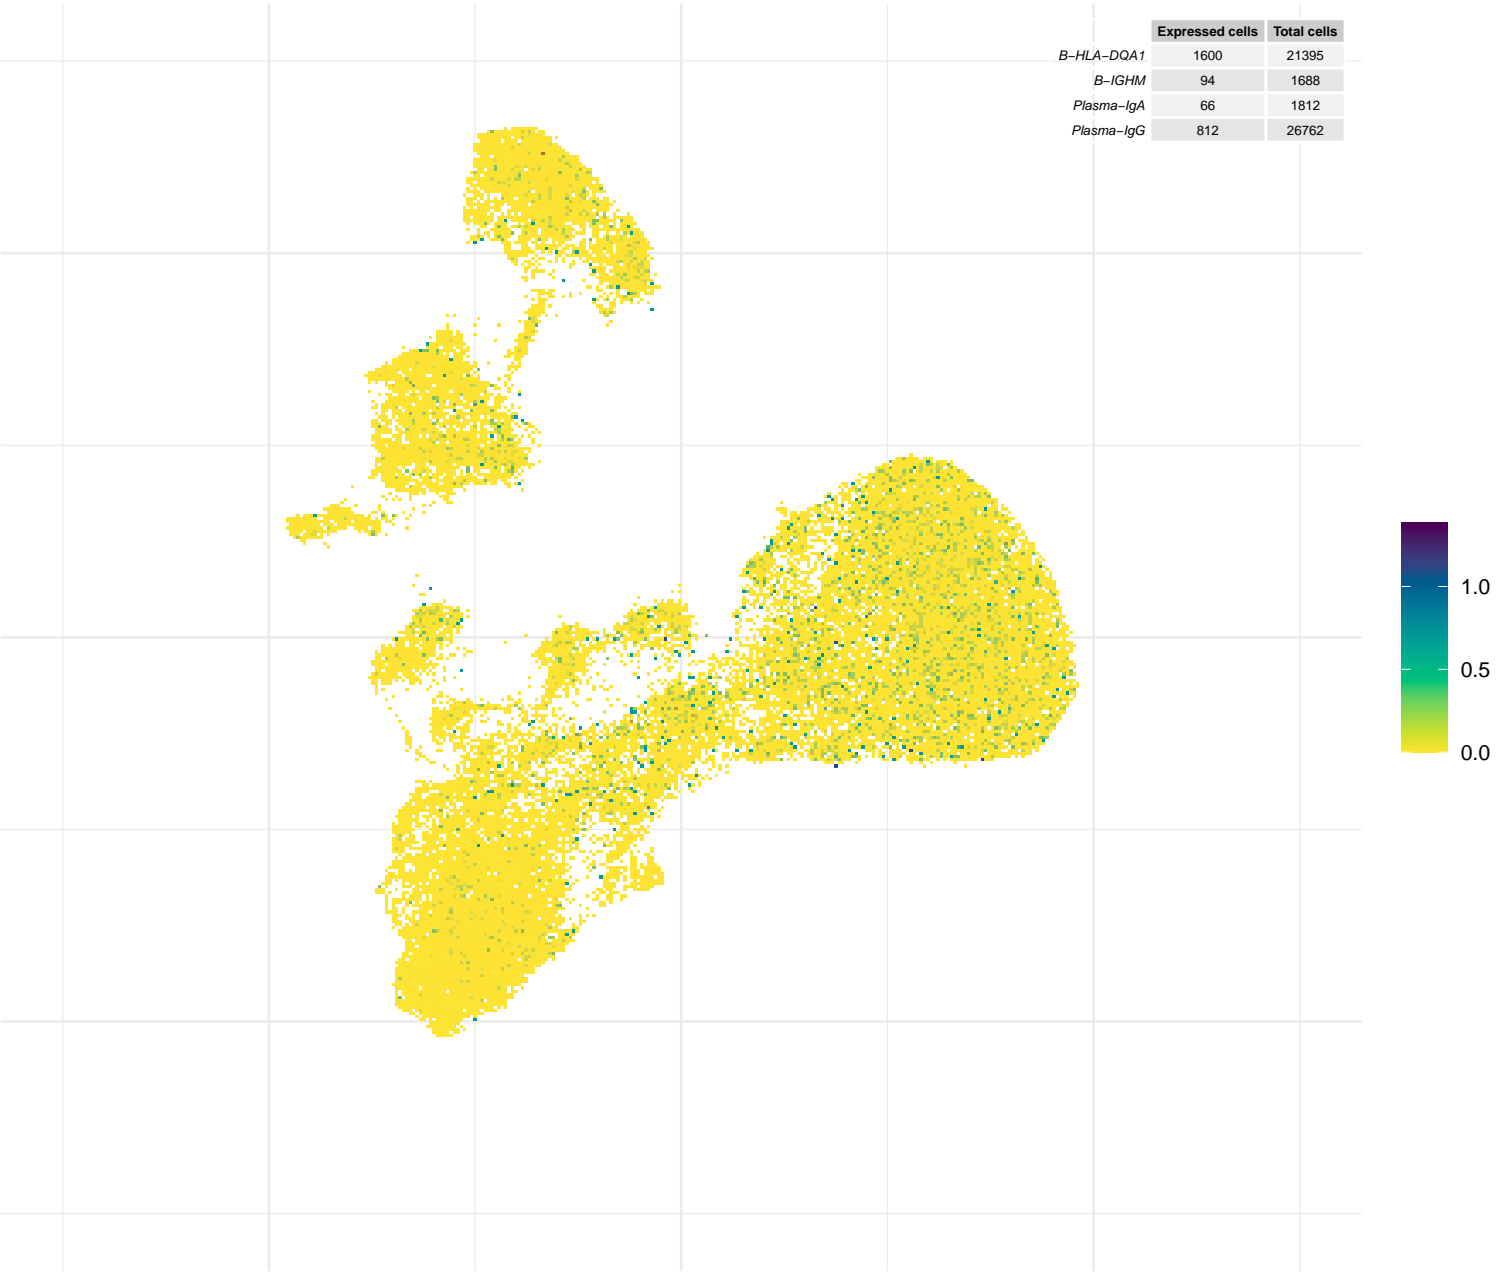 Expressed cells Total cells
B−HLA−DQA1 1600 21395
B−IGHM 94 1688
Plasma−IgA 66 1812
Plasma−IgG 812 26762
1.0
0.5
0.0